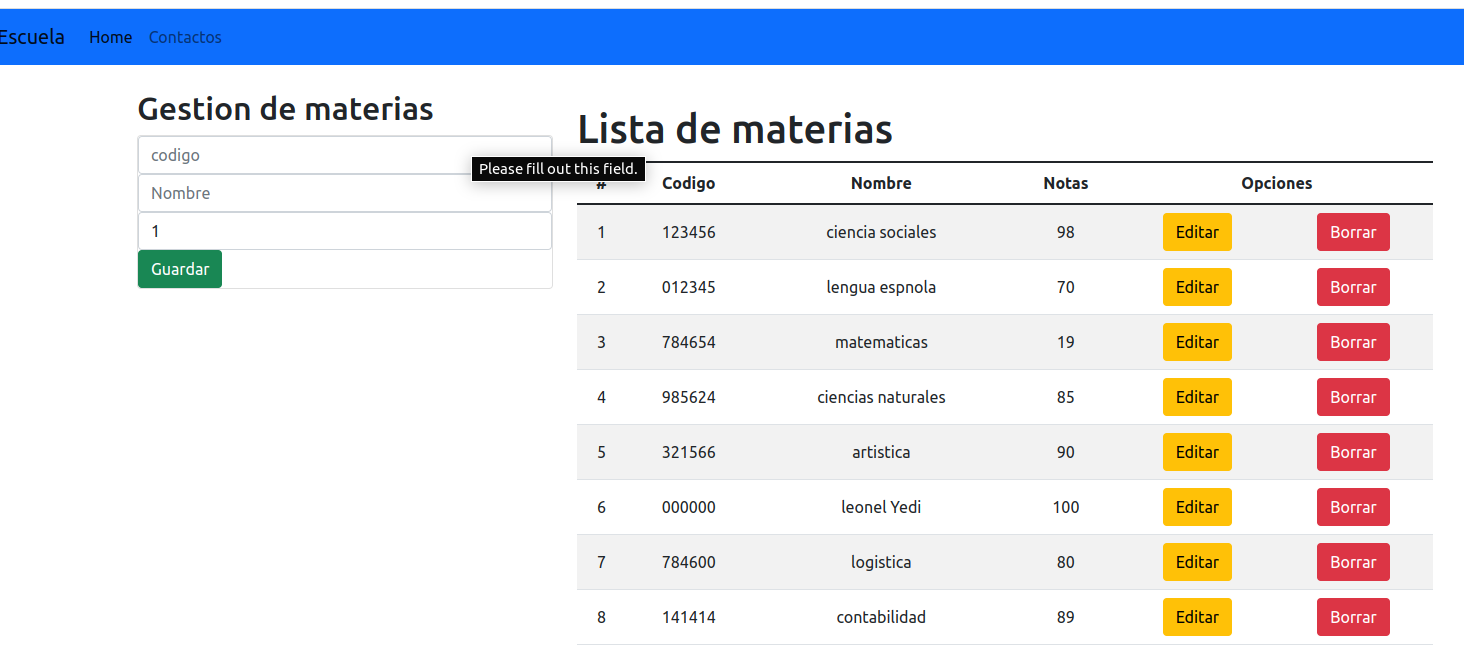 Escuela Home Contactos
Gestion de materias
codigo
Nombre
1
Guardar
Please fill out this field.
Lista de materias
# Codigo Nombre Notas Opciones
1 123456 ciencia sociales 98 Editar Borrar
2 012345 lengua espnola 70 Editar Borrar
3 784654 matematicas 19 Editar Borrar
4 985624 ciencias naturales 85 Editar Borrar
5 321566 artistica 90 Editar Borrar
6 000000 leonel Yedi 100 Editar Borrar
7 784600 logistica 80 Editar Borrar
8 141414 contabilidad 89 Editar Borrar